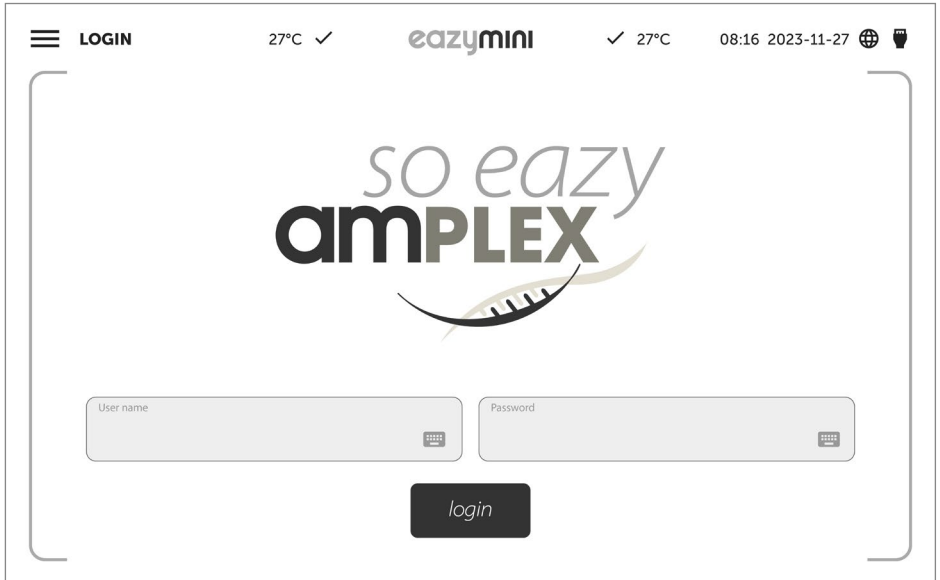 LOGIN 27°C eazymini 27°C 08:16 2023-11-27
so eazy
amPLEX
User name Password
login